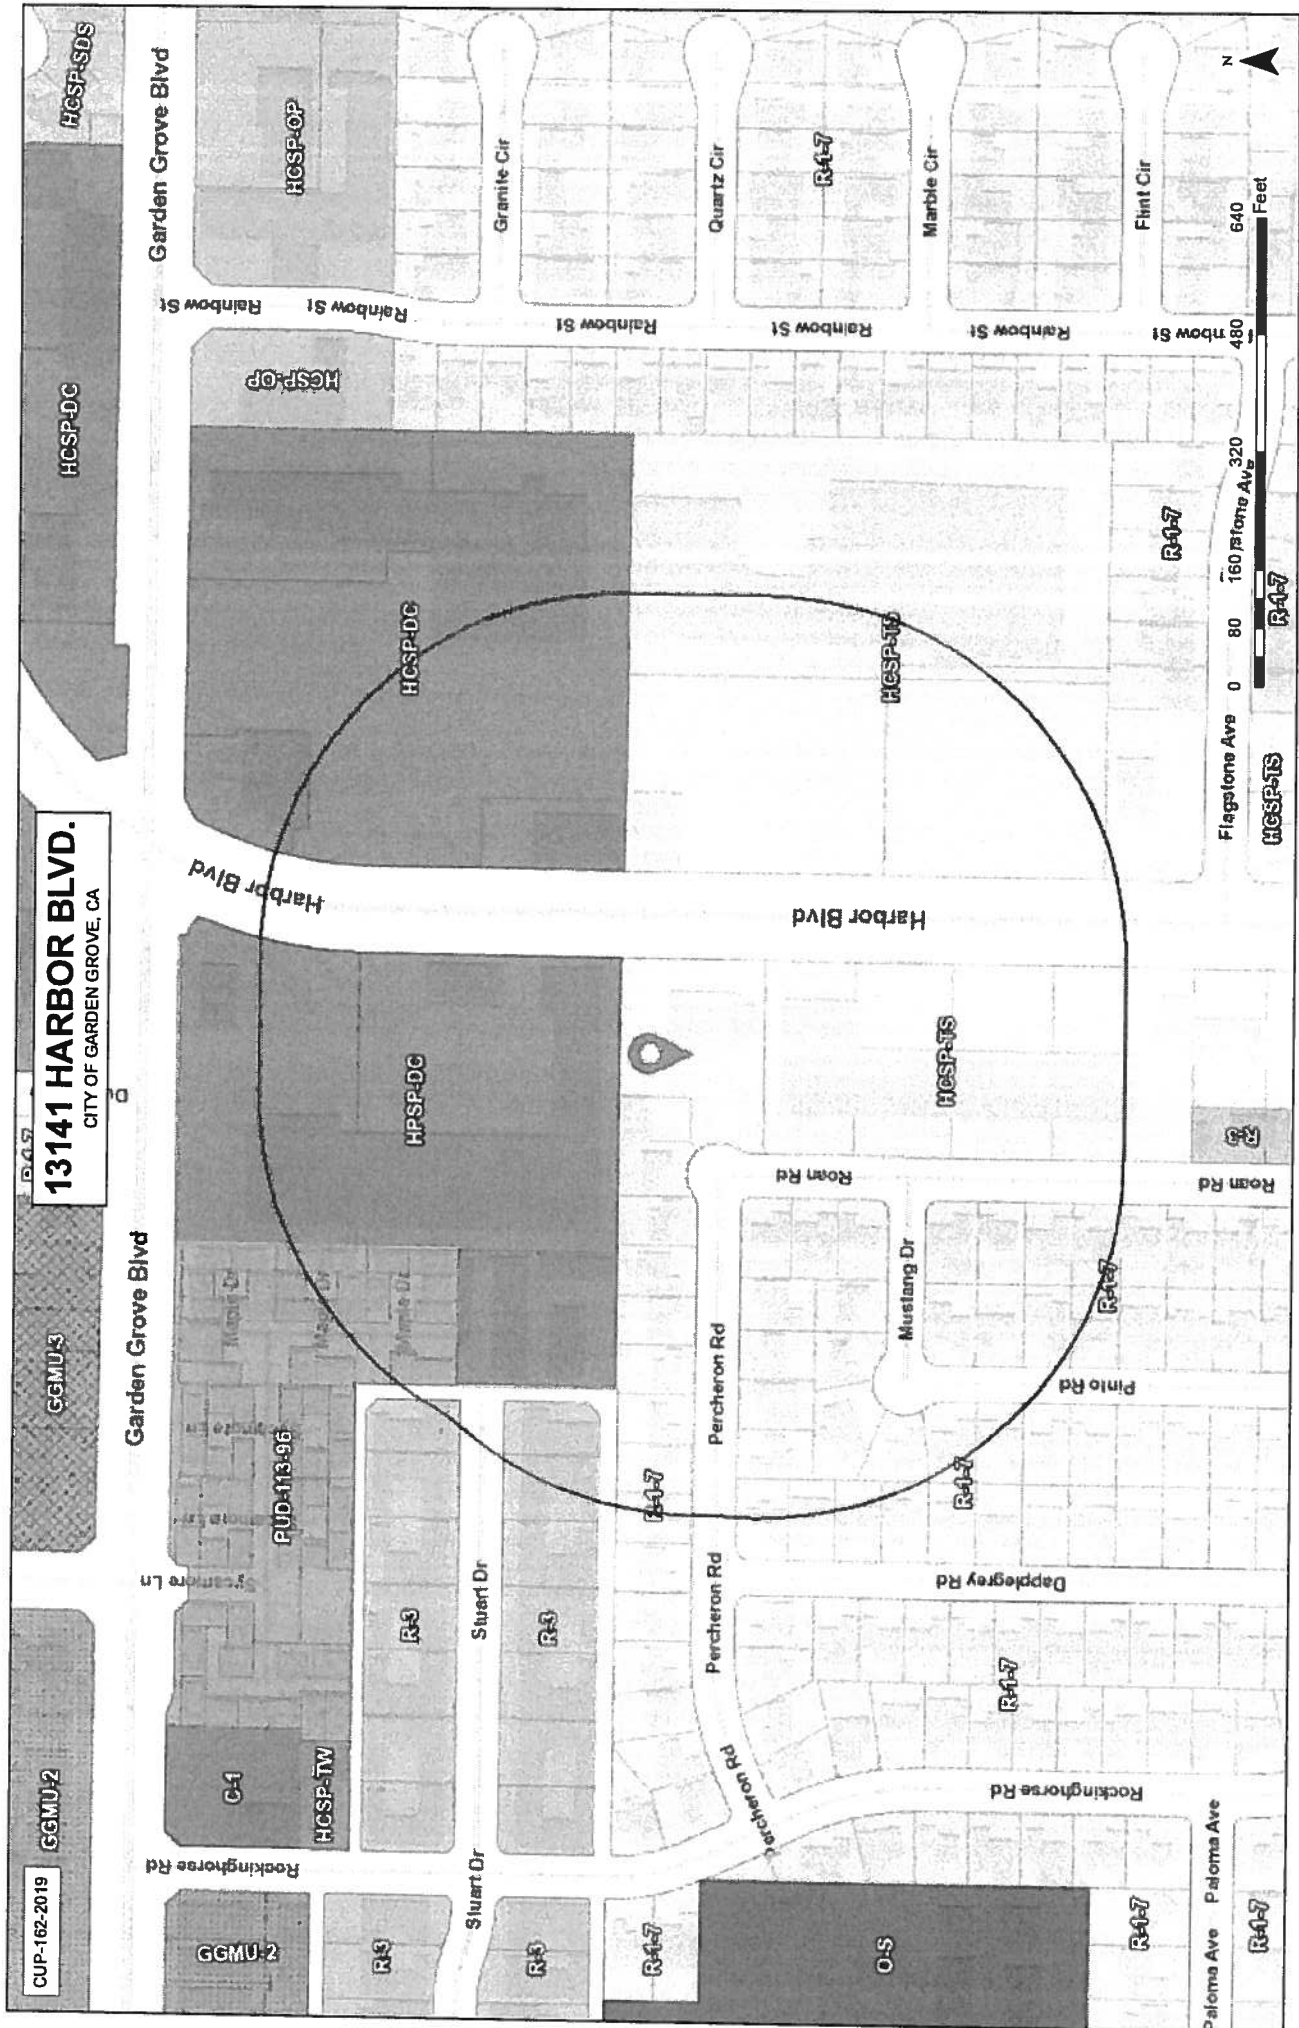 CUP-162-2019
13141 HARBOR BLVD.
CITY OF GARDEN GROVE, CA
GGMU-2
GGMU-3
HCSP-DC
HCSP-SDS
Garden Grove Blvd
Garden Grove Blvd
GGMU-2
C-1
HCSP-TW
PUD-113-96
HPSP-DC
HCSP-DC
HCSP-OP
HCSP-OP
Rockinghorse Rd
Sycamore Ln
Harbor Blvd
Harbor Blvd
Rainbow St
Rainbow St
Rainbow St
Rainbow St
Rainbow St
R-3
R-3
R-3
R-3
Stuart Dr
Stuart Dr
Granite Cir
Quartz Cir
R-1-7
Marble Cir
Flint Cir
R-1-7
R-1-7
Percheron Rd
Percheron Rd
Percheron Rd
O-S
R-1-7
R-1-7
Dapplegrey Rd
Mustang Dr
Pinto Rd
Roan Rd
Roan Rd
Harbor Blvd
HCSP-TS
HCSP-TS
Rockinghorse Rd
R-1-7
R-3
R-1-7
R-1-7
Paloma Ave
Paloma Ave
R-1-7
Flagstone Ave
HCSP-TS
R-1-7
N
0 80 160 320 480 640
Feet